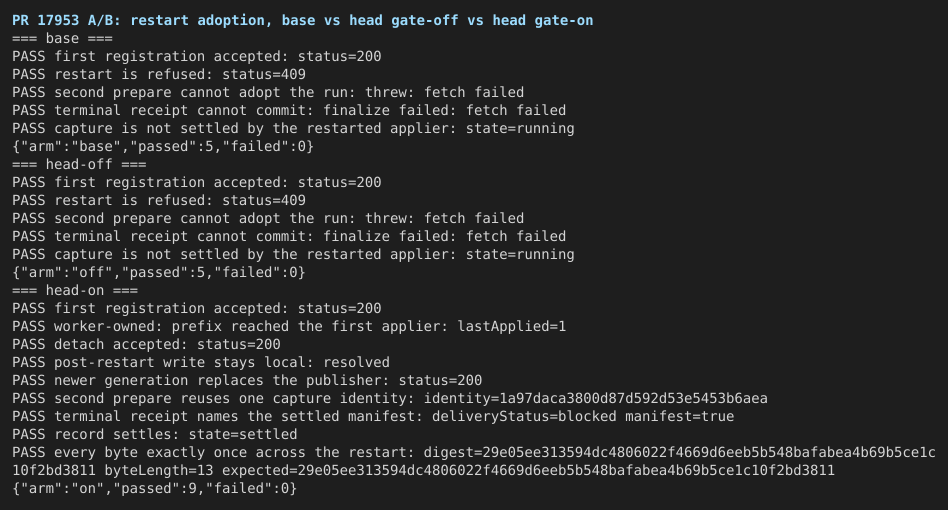 PR 17953 A/B: restart adoption, base vs head gate-off vs head gate-on
=== base ===
PASS first registration accepted: status=200
PASS restart is refused: status=409
PASS second prepare cannot adopt the run: threw: fetch failed
PASS terminal receipt cannot commit: finalize failed: fetch failed
PASS capture is not settled by the restarted applier: state=running
{"arm":"base","passed":5,"failed":0}
=== head-off ===
PASS first registration accepted: status=200
PASS restart is refused: status=409
PASS second prepare cannot adopt the run: threw: fetch failed
PASS terminal receipt cannot commit: finalize failed: fetch failed
PASS capture is not settled by the restarted applier: state=running
{"arm":"off","passed":5,"failed":0}
=== head-on ===
PASS first registration accepted: status=200
PASS worker-owned: prefix reached the first applier: lastApplied=1
PASS detach accepted: status=200
PASS post-restart write stays local: resolved
PASS newer generation replaces the publisher: status=200
PASS second prepare reuses one capture identity: identity=1a97daca3800d87d592d53e5453b6aea
PASS terminal receipt names the settled manifest: deliveryStatus=blocked manifest=true
PASS record settles: state=settled
PASS every byte exactly once across the restart: digest=29e05ee313594dc4806022f4669d6eeb5b548bafabea4b69b5ce1c
10f2bd3811 byteLength=13 expected=29e05ee313594dc4806022f4669d6eeb5b548bafabea4b69b5ce1c10f2bd3811
{"arm":"on","passed":9,"failed":0}